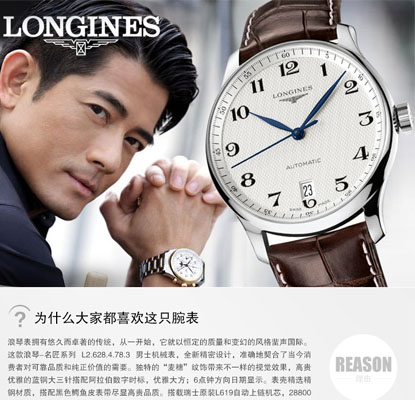 LONGINES
12
1
2
3
4
5
7
8
9
10
11
LONGINES
AUTOMATIC
23
SWISS MADE
? 为什么大家都喜欢这只腕表
浪琴表拥有悠久而卓著的传统，从一开始，它就以恒定的质量和变幻的风格蜚声国际。
这款浪琴-名匠系列 L2.628.4.78.3 男士机械表，全新精密设计，准确地契合了当今消
费者对可靠品质和纯正价值的需要。独特的“麦穗”纹饰带来不一样的视觉效果，高贵
优雅的蓝钢大三针搭配阿拉伯数字时标，优雅大方；6点钟方向日期显示。表壳精选精
钢材质，搭配黑色鳄鱼皮表带尽显高贵品质。搭载瑞士原装L619自动上链机芯，28800
REASON